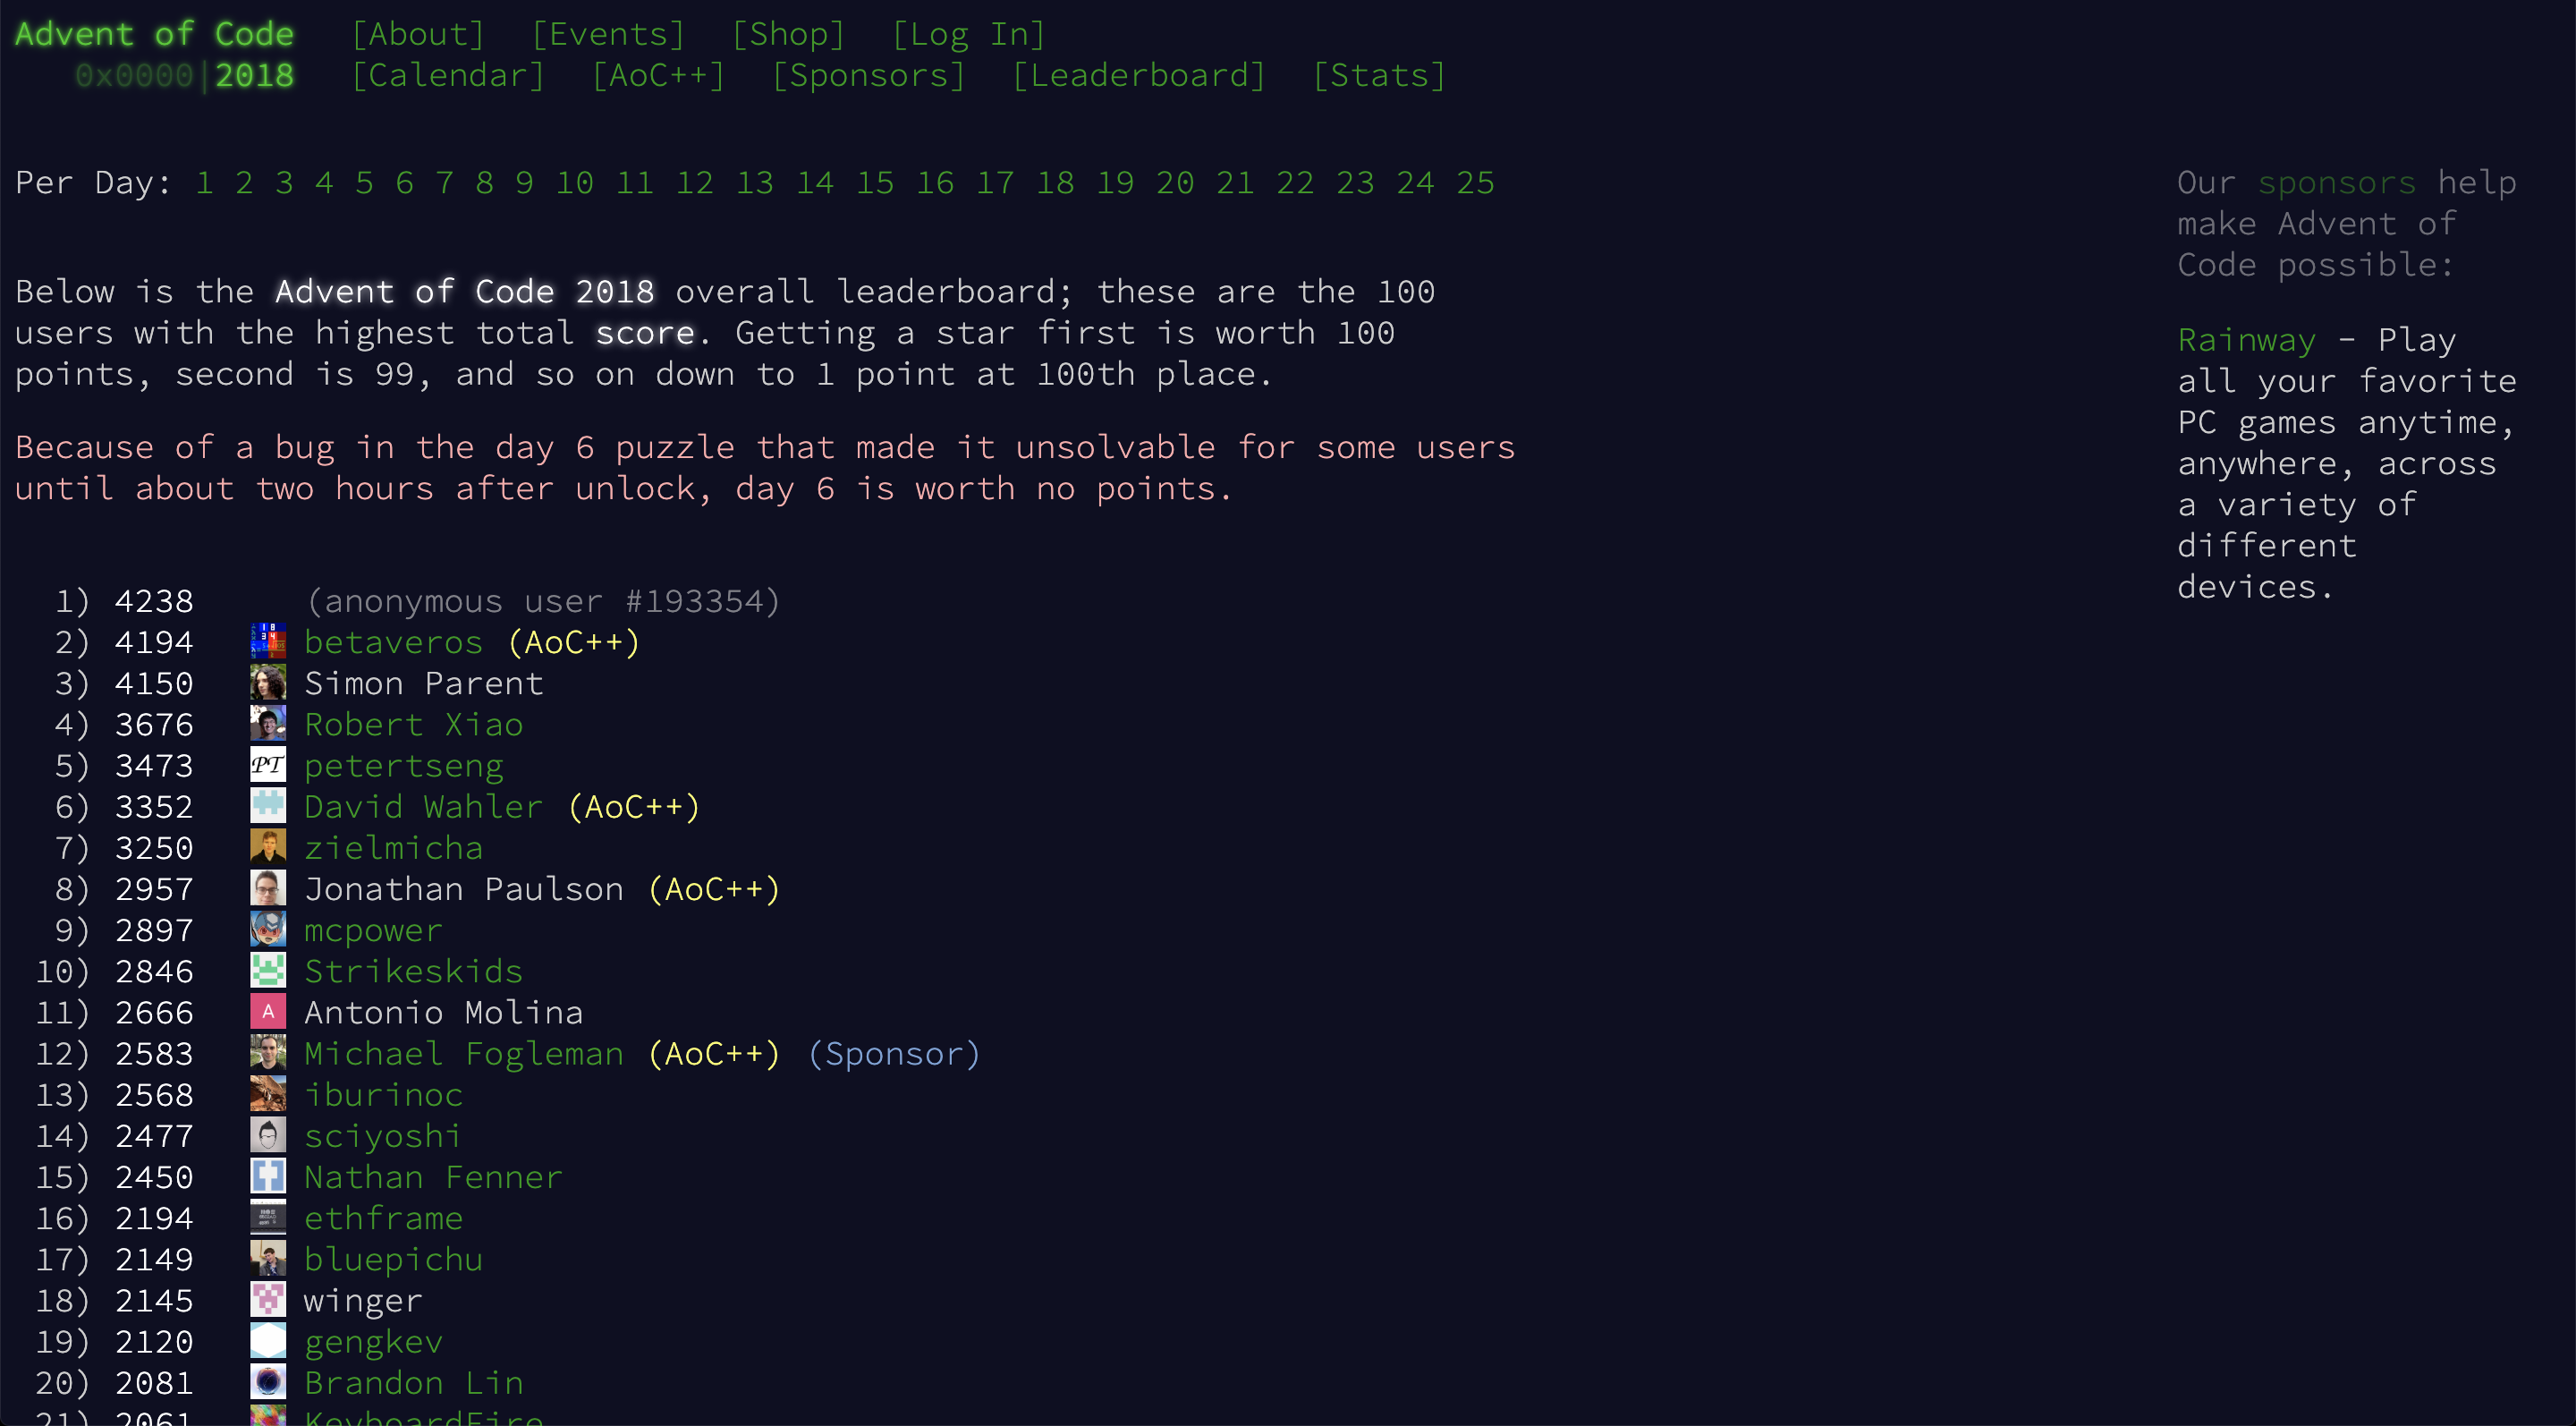 Advent of Code [About] [Events] [Shop] [Log In]
0x0000|2018 [Calendar] [AoC++] [Sponsors] [Leaderboard] [Stats]
Per Day: 1 2 3 4 5 6 7 8 9 10 11 12 13 14 15 16 17 18 19 20 21 22 23 24 25
Below is the Advent of Code 2018 overall leaderboard; these are the 100
users with the highest total score. Getting a star first is worth 100
points, second is 99, and so on down to 1 point at 100th place.
Because of a bug in the day 6 puzzle that made it unsolvable for some users
until about two hours after unlock, day 6 is worth no points.
1) 4238 (anonymous user #193354)
2) 4194 betaveros (AoC++)
3) 4150 Simon Parent
4) 3676 Robert Xiao
5) 3473 PT petertseng
6) 3352 David Wahler (AoC++)
7) 3250 zielmicha
8) 2957 Jonathan Paulson (AoC++)
9) 2897 mcpower
10) 2846 Strikeskids
11) 2666 A Antonio Molina
12) 2583 Michael Fogleman (AoC++) (Sponsor)
13) 2568 iburinoc
14) 2477 sciyoshi
15) 2450 Nathan Fenner
16) 2194 ethframe
17) 2149 bluepichu
18) 2145 winger
19) 2120 gengkev
20) 2081 Brandon Lin
21) 2061 KeyboardFire
Our sponsors help
make Advent of
Code possible:
Rainway - Play
all your favorite
PC games anytime,
anywhere, across
a variety of
different
devices.